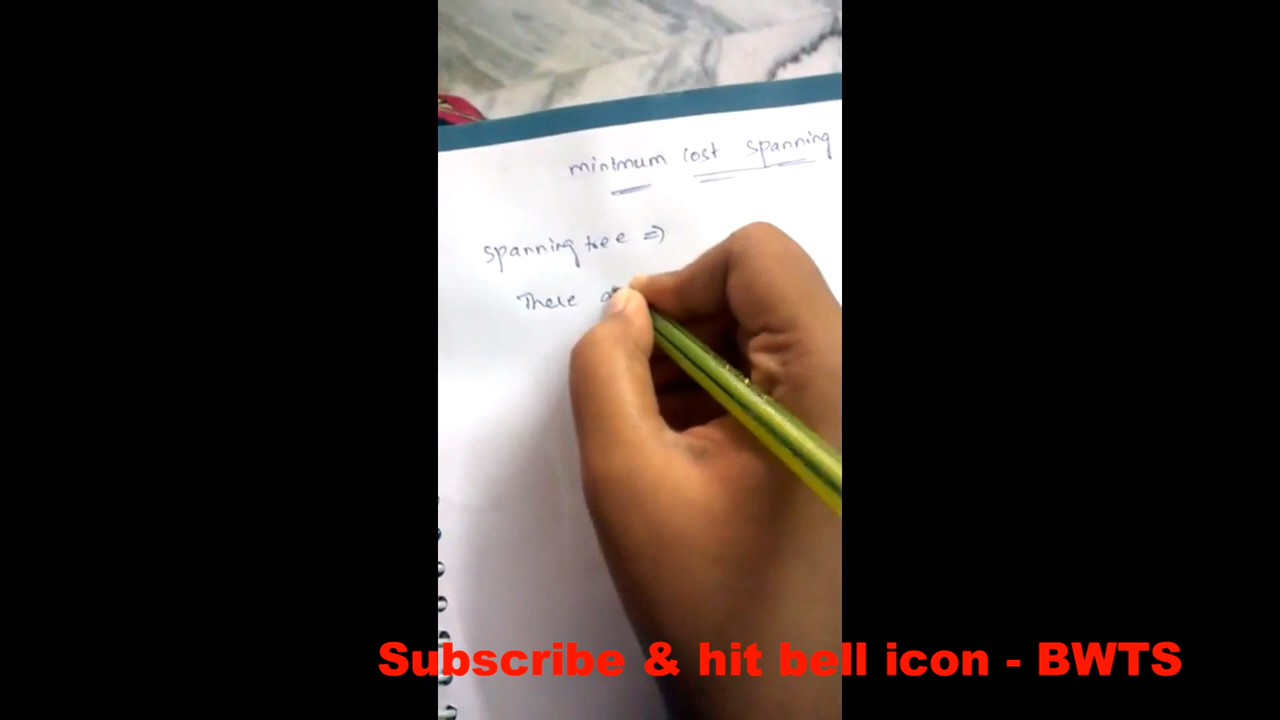 minimum cost spanning
spanning tree ⇒
There
Subscribe & hit bell icon - BWTS